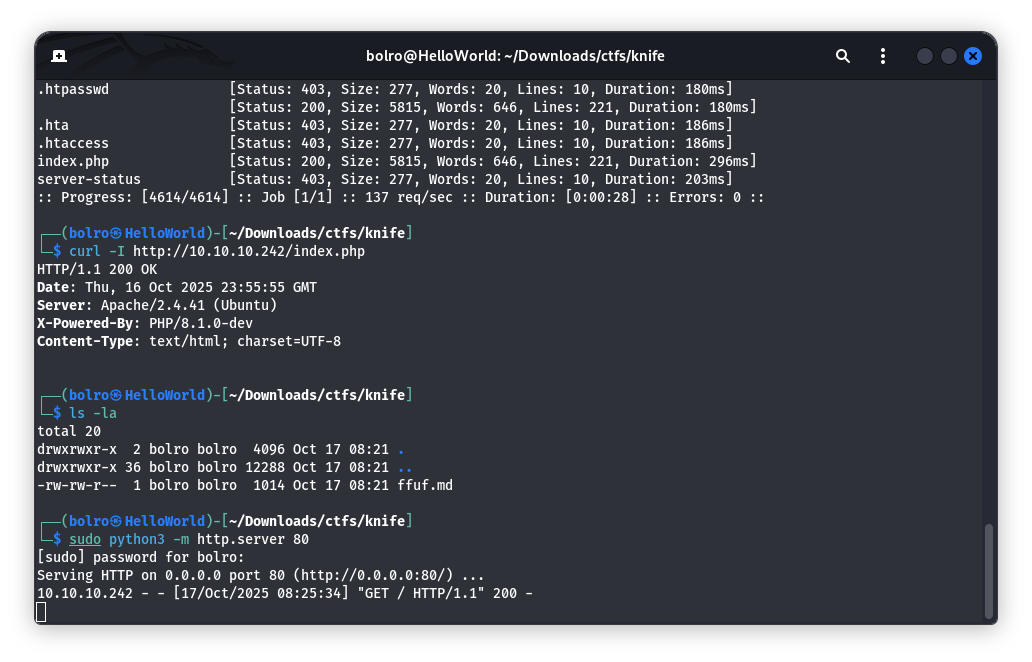 bolro@HelloWorld: ~/Downloads/ctfs/knife
.htpasswd               [Status: 403, Size: 277, Words: 20, Lines: 10, Duration: 180ms]
                        [Status: 200, Size: 5815, Words: 646, Lines: 221, Duration: 180ms]
.hta                    [Status: 403, Size: 277, Words: 20, Lines: 10, Duration: 186ms]
.htaccess               [Status: 403, Size: 277, Words: 20, Lines: 10, Duration: 186ms]
index.php               [Status: 200, Size: 5815, Words: 646, Lines: 221, Duration: 296ms]
server-status           [Status: 403, Size: 277, Words: 20, Lines: 10, Duration: 203ms]
:: Progress: [4614/4614] :: Job [1/1] :: 137 req/sec :: Duration: [0:00:28] :: Errors: 0 ::
┌──(bolro㉿HelloWorld)-[~/Downloads/ctfs/knife]
└─$ curl -I http://10.10.10.242/index.php
HTTP/1.1 200 OK
Date: Thu, 16 Oct 2025 23:55:55 GMT
Server: Apache/2.4.41 (Ubuntu)
X-Powered-By: PHP/8.1.0-dev
Content-Type: text/html; charset=UTF-8
┌──(bolro㉿HelloWorld)-[~/Downloads/ctfs/knife]
└─$ ls -la
total 20
drwxrwxr-x  2 bolro bolro  4096 Oct 17 08:21 .
drwxrwxr-x 36 bolro bolro 12288 Oct 17 08:21 ..
-rw-rw-r--  1 bolro bolro  1014 Oct 17 08:21 ffuf.md
┌──(bolro㉿HelloWorld)-[~/Downloads/ctfs/knife]
└─$ sudo python3 -m http.server 80
[sudo] password for bolro:
Serving HTTP on 0.0.0.0 port 80 (http://0.0.0.0:80/) ...
10.10.10.242 - - [17/Oct/2025 08:25:34] "GET / HTTP/1.1" 200 -